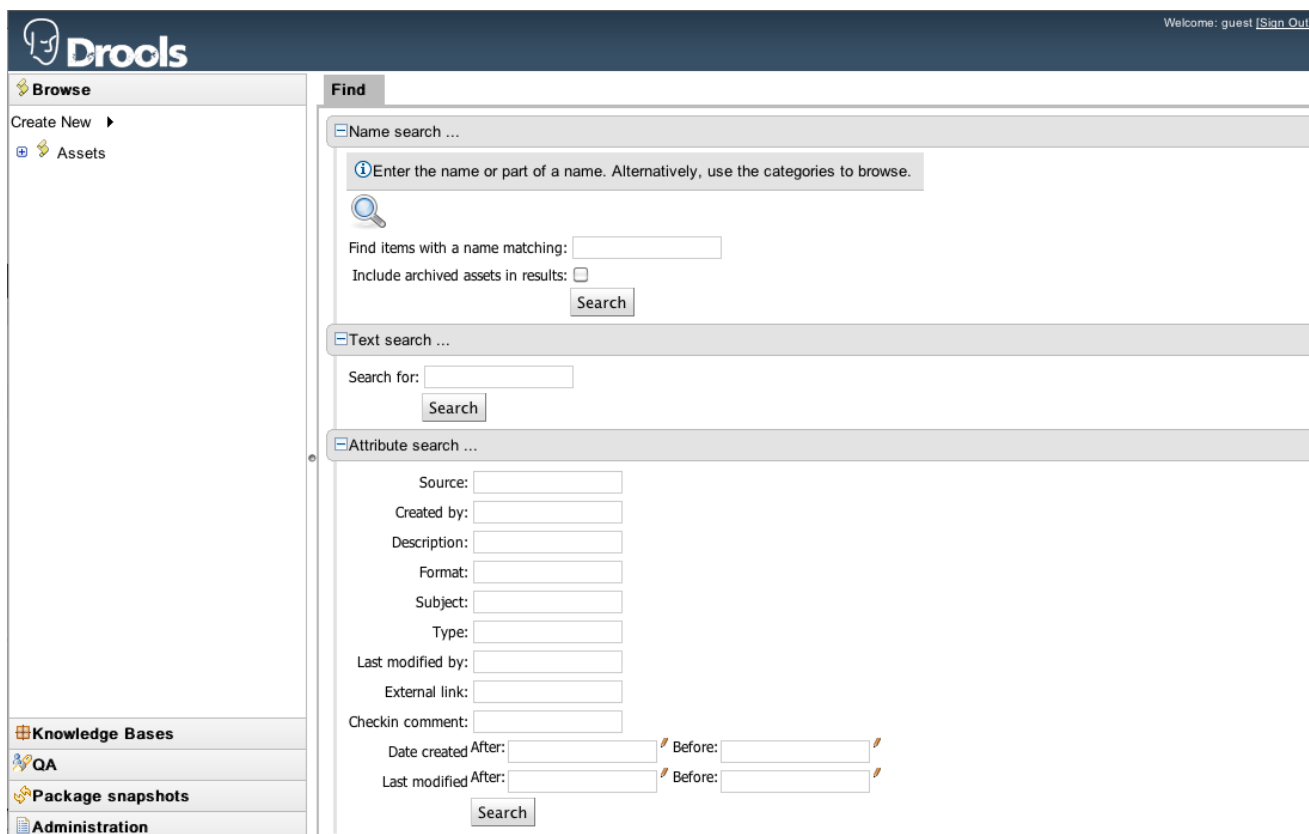 Welcome: guest [Sign Out
Drools
Browse
Create New
Assets
Knowledge Bases
QA
Package snapshots
Administration
Find
Name search ...
Enter the name or part of a name. Alternatively, use the categories to browse.
Find items with a name matching:
Include archived assets in results:
Search
Text search ...
Search for:
Search
Attribute search ...
Source:
Created by:
Description:
Format:
Subject:
Type:
Last modified by:
External link:
Checkin comment:
Date created After: Before:
Last modified After: Before:
Search